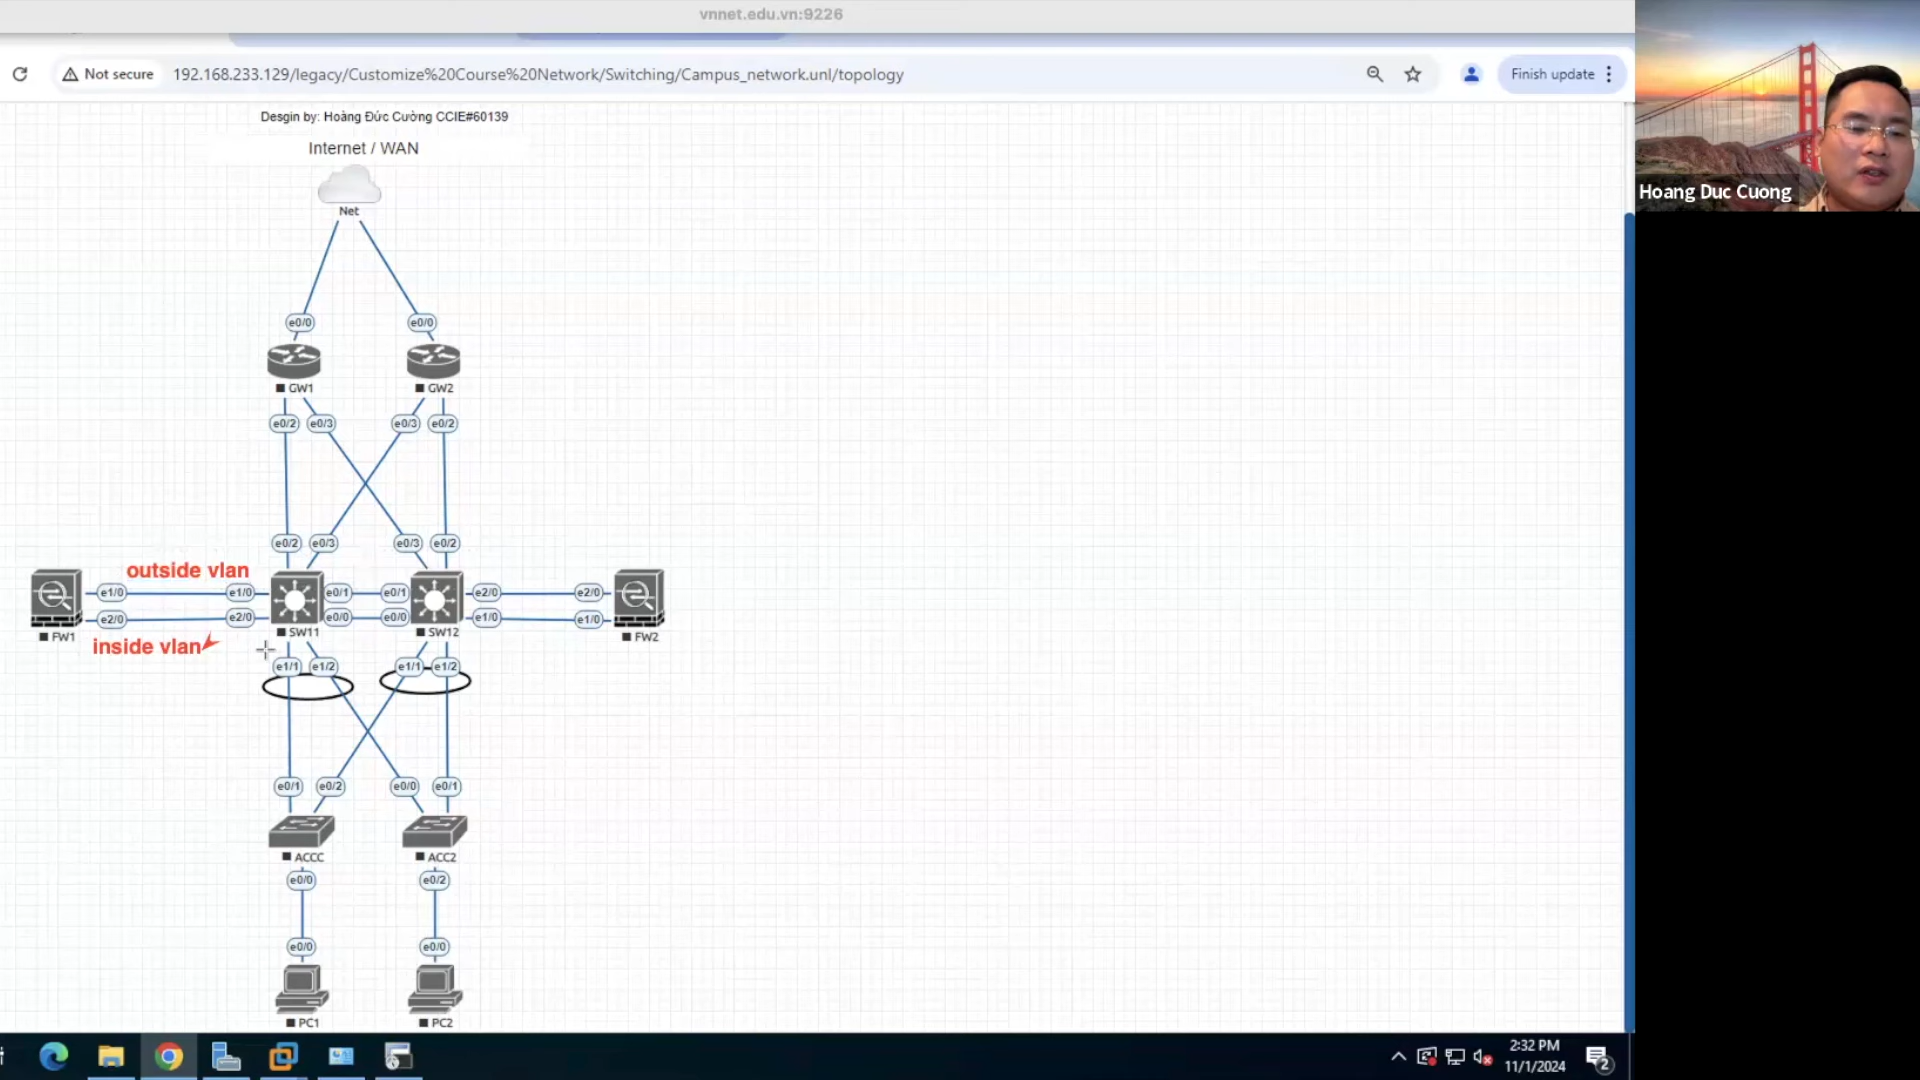 vnnet.edu.vn:9226
Not secure
192.168.233.129/legacy/Customize%20Course%20Network/Switching/Campus_network.unl/topology
Finish update
Hoang Duc Cuong
Desgin by: Hoàng Đức Cường CCIE#60139
Internet / WAN
Net
e0/0 e0/0
GW1 GW2
e0/2 e0/3 e0/3 e0/2
e0/2 e0/3 e0/3 e0/2
outside vlan
e1/0 e1/0 e0/1 e0/1 e2/0 e2/0
e2/0 e2/0 e0/0 e0/0 e1/0 e1/0
FW1 SW11 SW12 FW2
inside vlan
e1/1 e1/2 e1/1 e1/2
e0/1 e0/2 e0/0 e0/1
ACCC ACC2
e0/0 e0/2
e0/0 e0/0
PC1 PC2
2:32 PM
11/1/2024
2